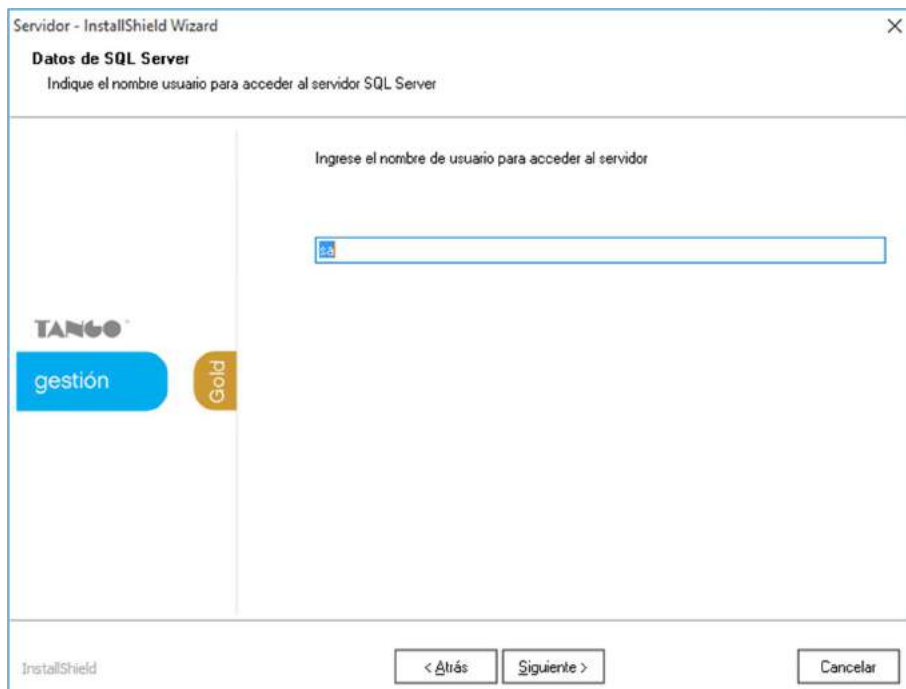 Servidor - InstallShield Wizard
Datos de SQL Server
Indique el nombre usuario para acceder al servidor SQL Server
Ingrese el nombre de usuario para acceder al servidor
sa
TANGO
gestión
Gold
InstallShield
< Atrás
Siguiente >
Cancelar